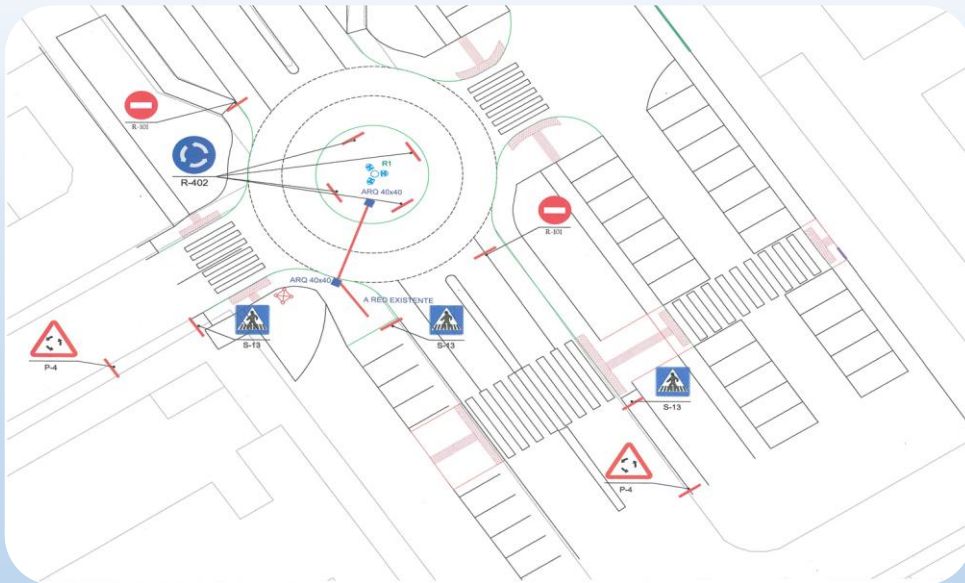 R-101
R-402
R1
ARQ 40x40
R-101
ARQ 40x40
A RED EXISTENTE
S-13
S-13
P-4
S-13
P-4